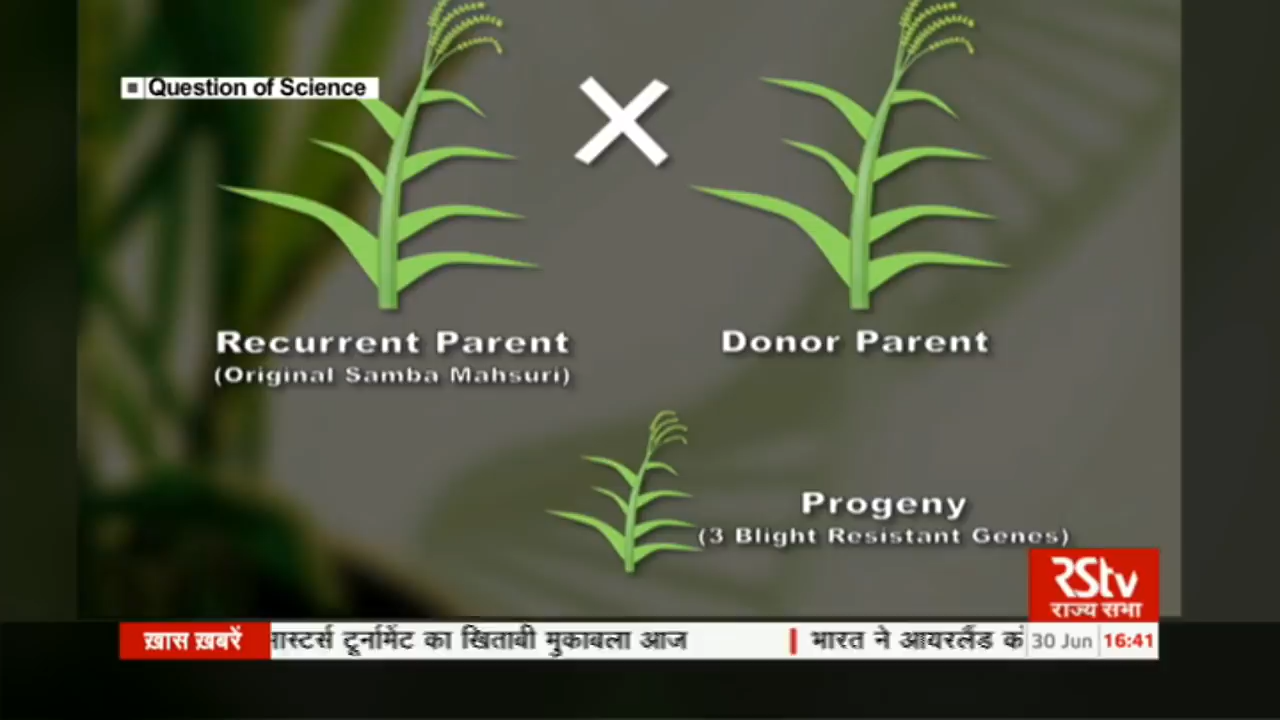 Question of Science
Recurrent Parent
(Original Samba Mahsuri)
Donor Parent
Progeny
(3 Blight Resistant Genes)
RStv
राज्य सभा
ख़ास ख़बरें
टूर्नामेंट का खिताबी मुकाबला आज
भारत ने आयरलैंड
30 Jun
16:41